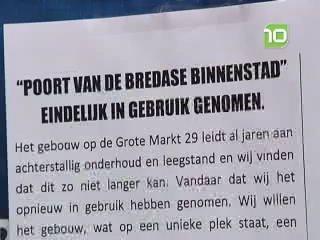 10
"POORT VAN DE BREDASE BINNENSTAD"
EINDELIJK IN GEBRUIK GENOMEN.
Het gebouw op de Grote Markt 29 leidt al jaren aan
achterstallig onderhoud en leegstand en wij vinden
dat dit zo niet langer kan. Vandaar dat wij het
opnieuw in gebruik hebben genomen. Wij willen
het gebouw, wat op een unieke plek staat, een